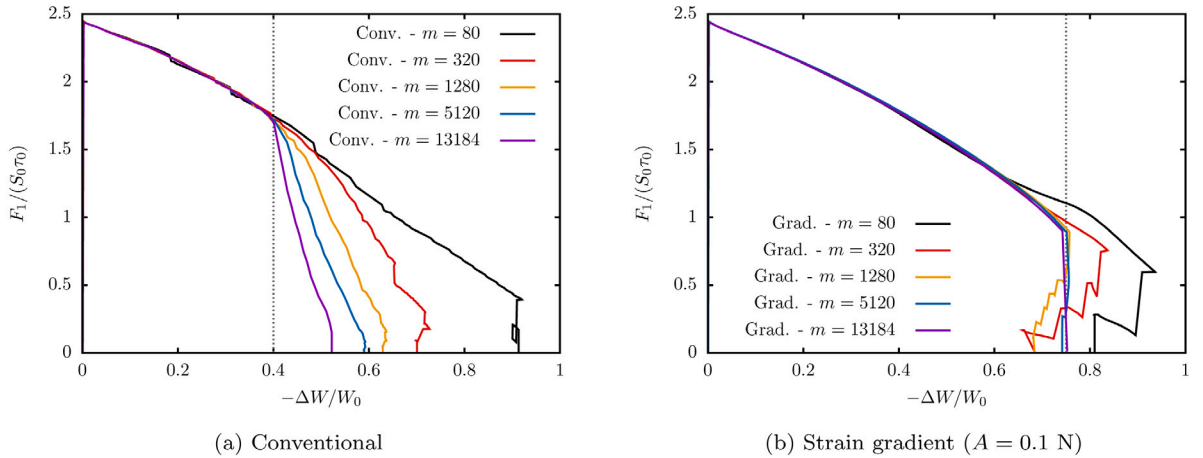 2.5
2
1.5
1
0.5
0
F₁/(S₀τ₀)
Conv. - m = 80
Conv. - m = 320
Conv. - m = 1280
Conv. - m = 5120
Conv. - m = 13184
0 0.2 0.4 0.6 0.8 1
−ΔW/W₀
(a) Conventional
2.5
2
1.5
1
0.5
0
F₁/(S₀τ₀)
Grad. - m = 80
Grad. - m = 320
Grad. - m = 1280
Grad. - m = 5120
Grad. - m = 13184
0 0.2 0.4 0.6 0.8 1
−ΔW/W₀
(b) Strain gradient (A = 0.1 N)